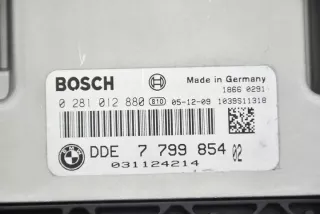 BOSCH Made in Germany
1866 0291
0 281 012 880 B10 05-12-09 1039S11318
DDE 7 799 854 02
031124214